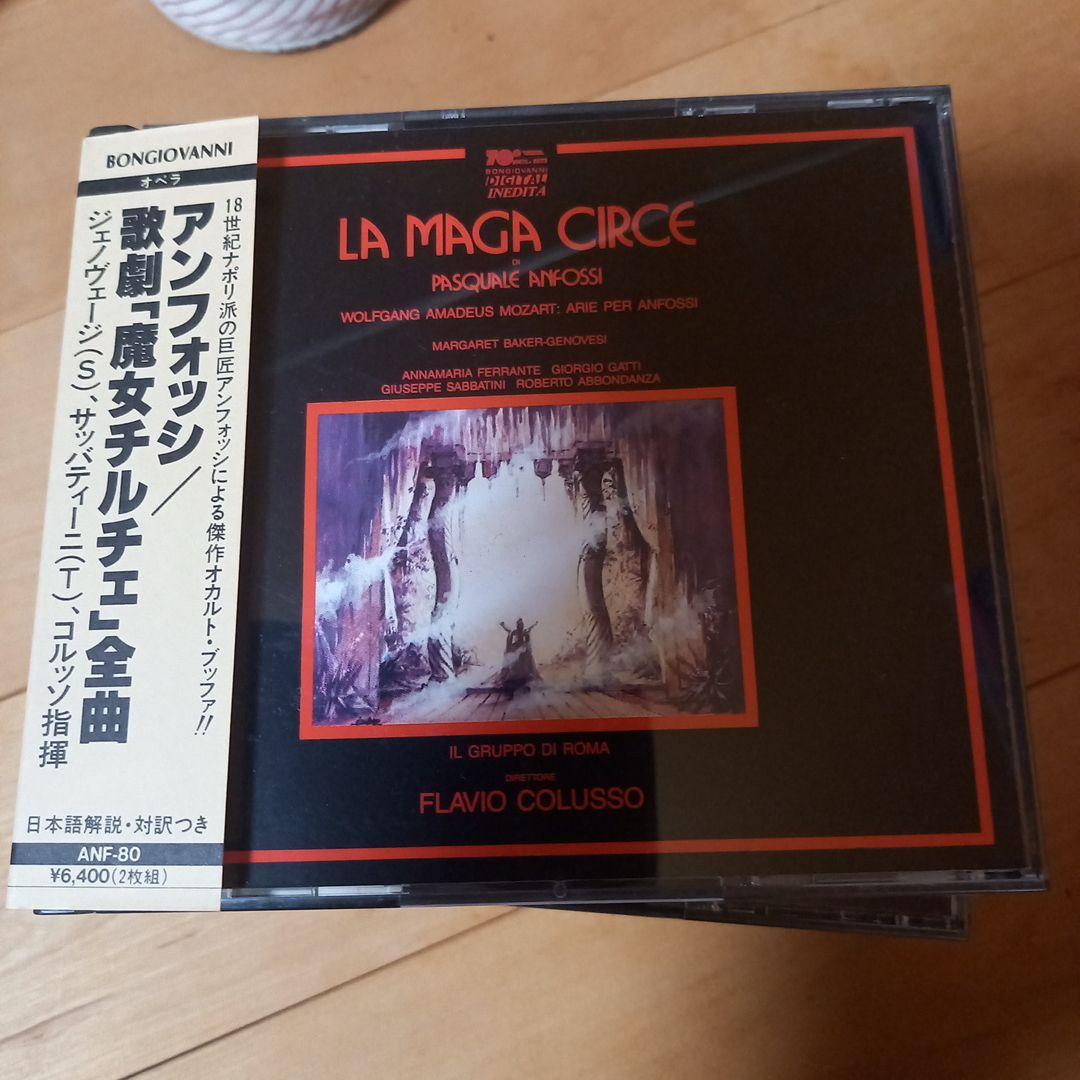 BONGIOVANNI
オペラ
18世紀ナポリ派の巨匠アンフォッシによる傑作オカルト・ブッファ!!
アンフォッシ/
歌劇「魔女チルチェ」全曲
ジェノヴェージ(S)、サッバティーニ(T)、コルッソ指揮
日本語解説・対訳つき
ANF-80
¥6,400(2枚組)
BONGIOVANNI
DIGITAL
INEDITA
LA MAGA CIRCE
DI
PASQUALE ANFOSSI
WOLFGANG AMADEUS MOZART: ARIE PER ANFOSSI
MARGARET BAKER-GENOVESI
ANNAMARIA FERRANTE GIORGIO GATTI
GIUSEPPE SABBATINI ROBERTO ABBONDANZA
IL GRUPPO DI ROMA
DIRETTORE
FLAVIO COLUSSO